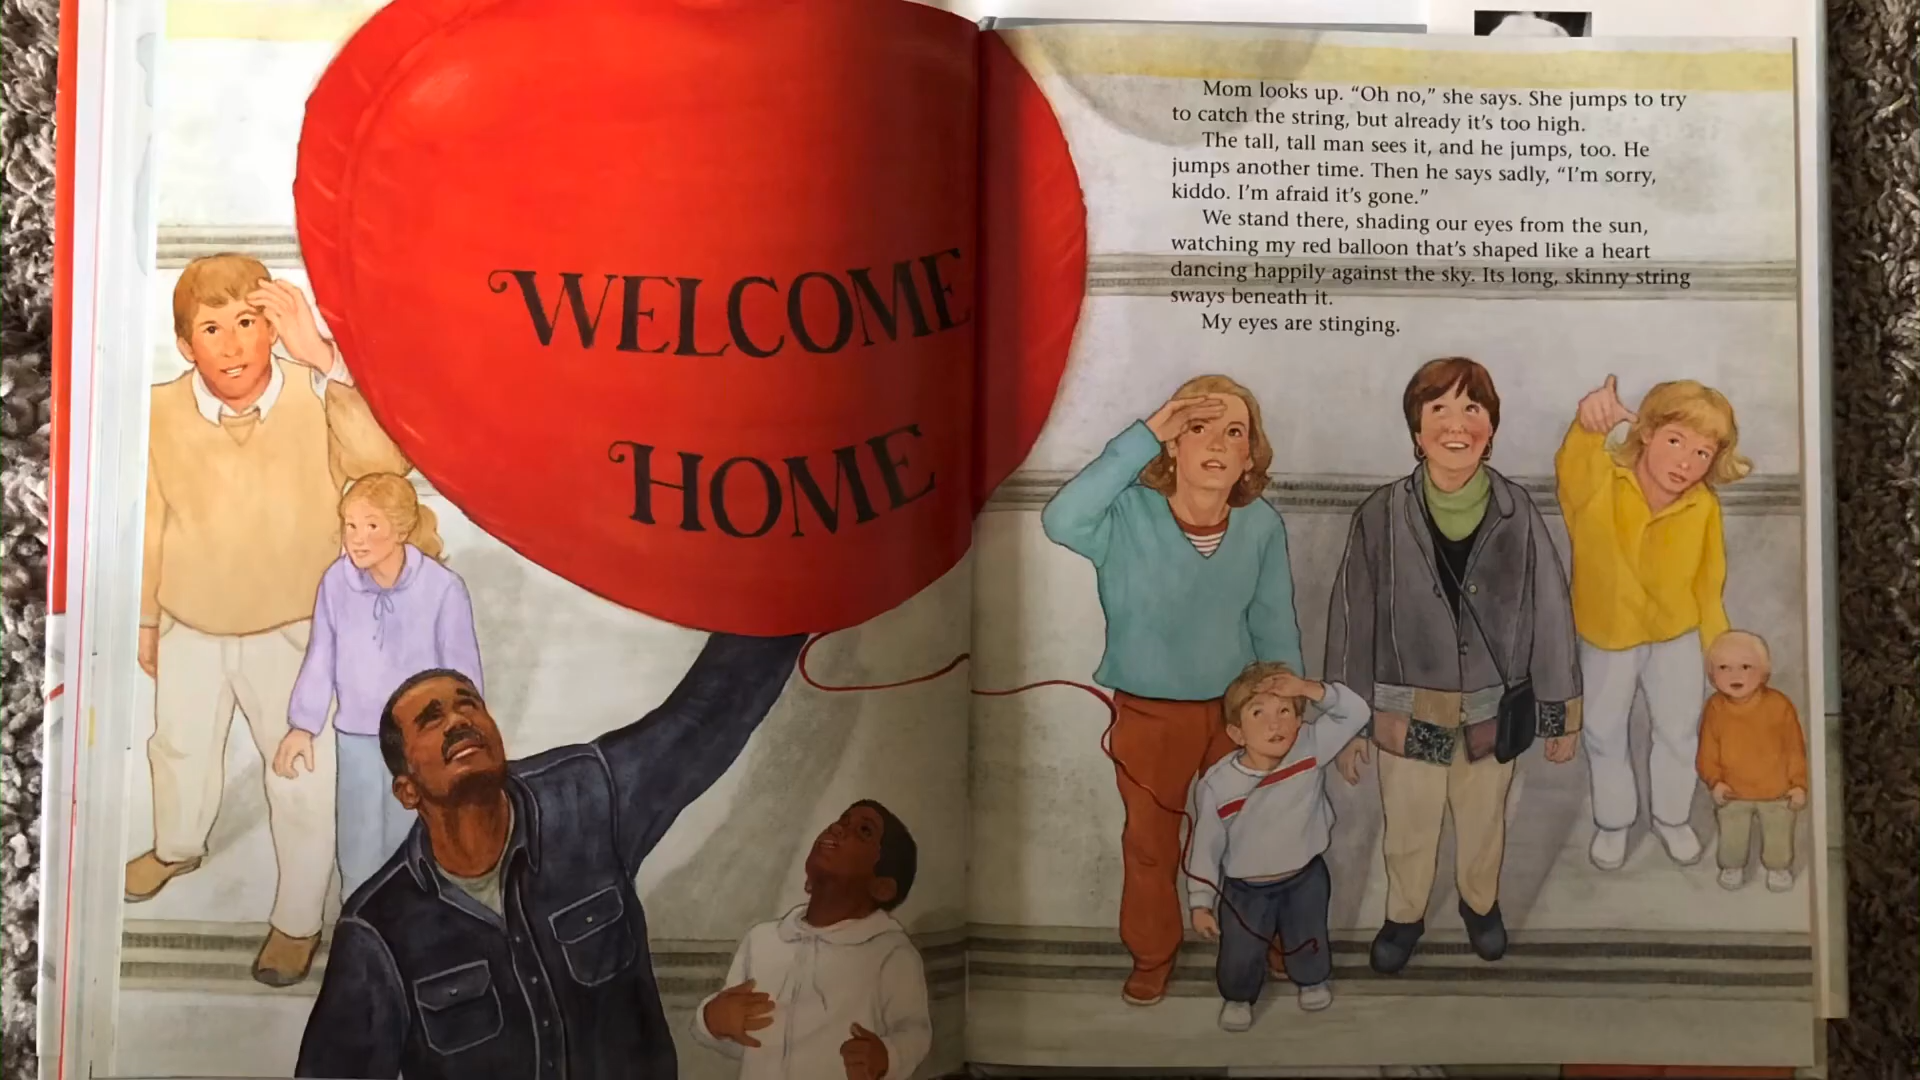 WELCOME
HOME
Mom looks up. “Oh no,” she says. She jumps to try
to catch the string, but already it’s too high.
The tall, tall man sees it, and he jumps, too. He
jumps another time. Then he says sadly, “I’m sorry,
kiddo. I’m afraid it’s gone.”
We stand there, shading our eyes from the sun,
watching my red balloon that’s shaped like a heart
dancing happily against the sky. Its long, skinny string
sways beneath it.
My eyes are stinging.